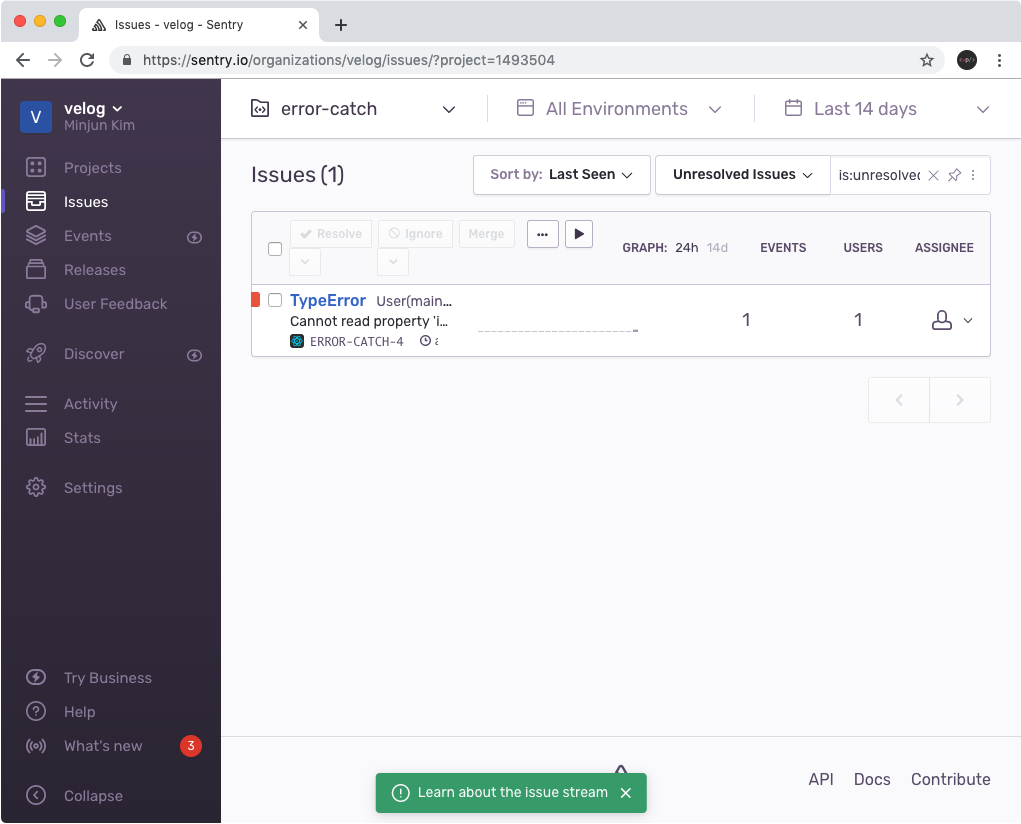 Issues - velog - Sentry
https://sentry.io/organizations/velog/issues/?project=1493504
V
velog
Minjun Kim
Projects
Issues
Events
Releases
User Feedback
Discover
Activity
Stats
Settings
Try Business
Help
What's new
3
Collapse
error-catch
All Environments
Last 14 days
Issues (1)
Sort by: Last Seen
Unresolved Issues
is:unresolved
Resolve
Ignore
Merge
GRAPH: 24h 14d
EVENTS
USERS
ASSIGNEE
TypeError User(main...
Cannot read property 'i...
ERROR-CATCH-4
1
1
API
Docs
Contribute
Learn about the issue stream